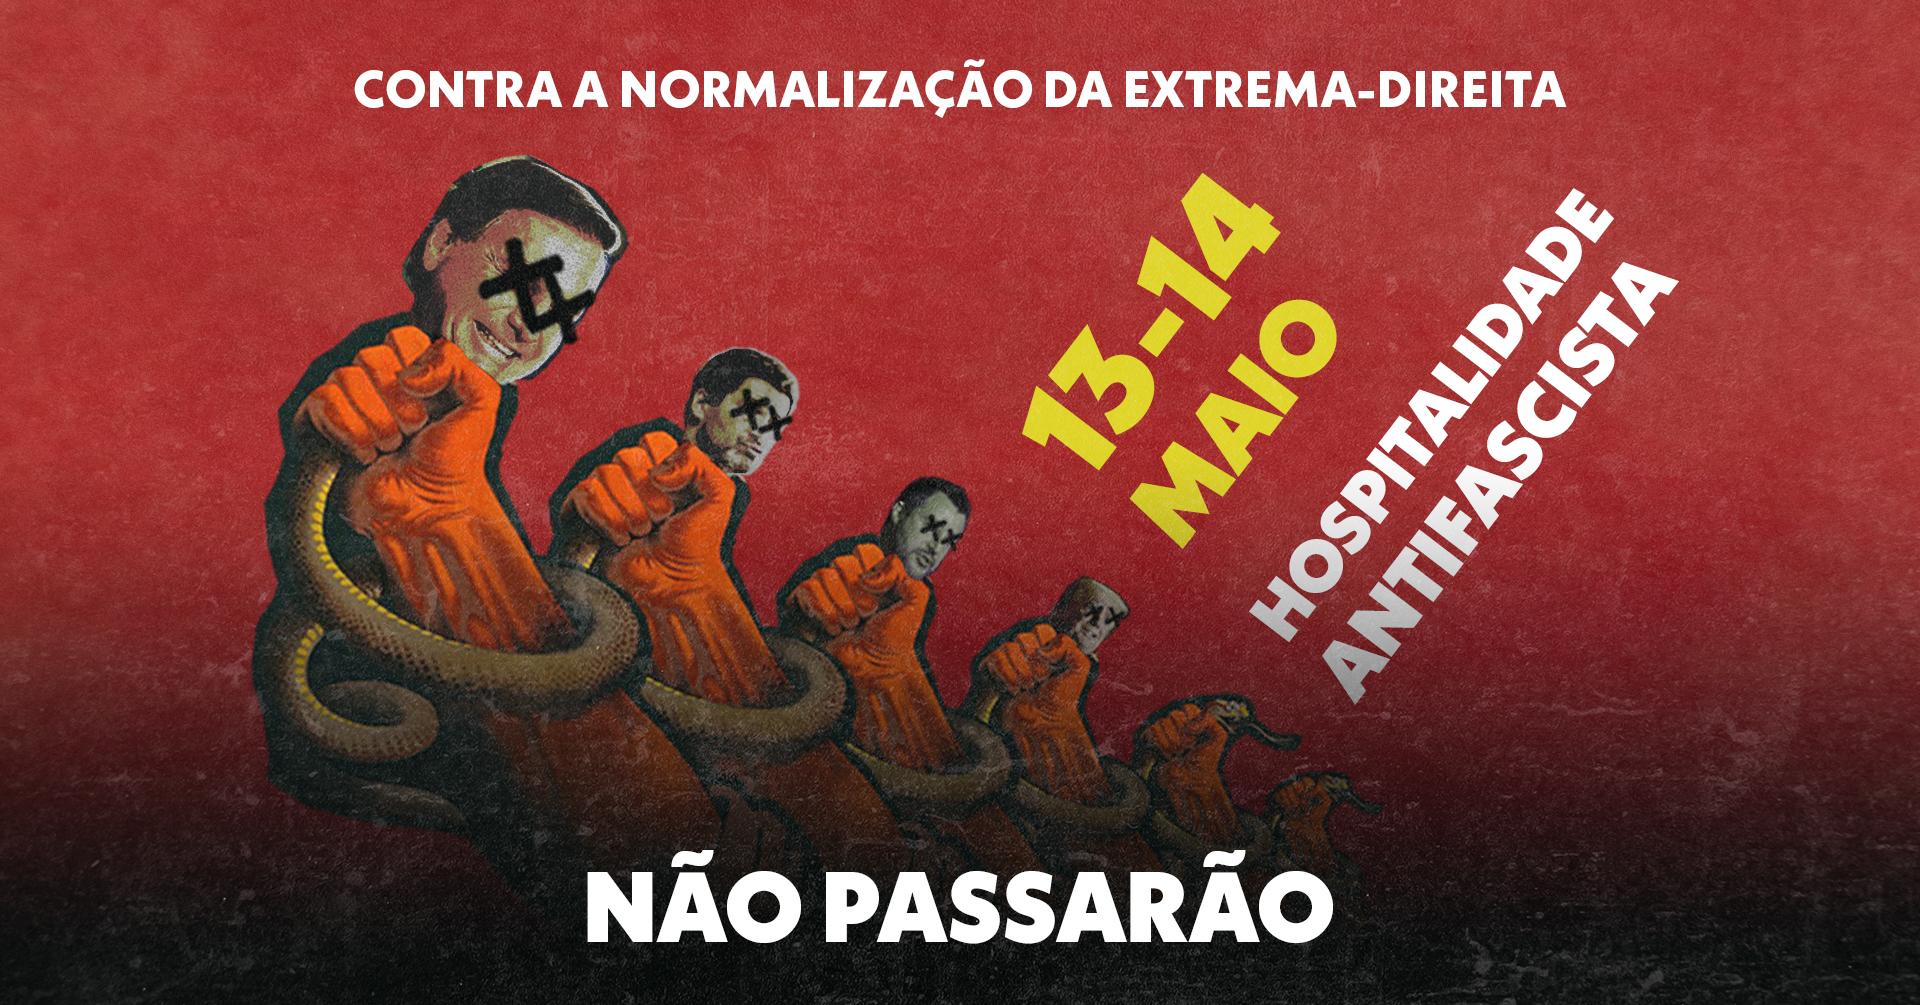 CONTRA A NORMALIZAÇÃO DA EXTREMA-DIREITA
13-14
MAIO
HOSPITALIDADE
ANTIFASCISTA
NÃO PASSARÃO